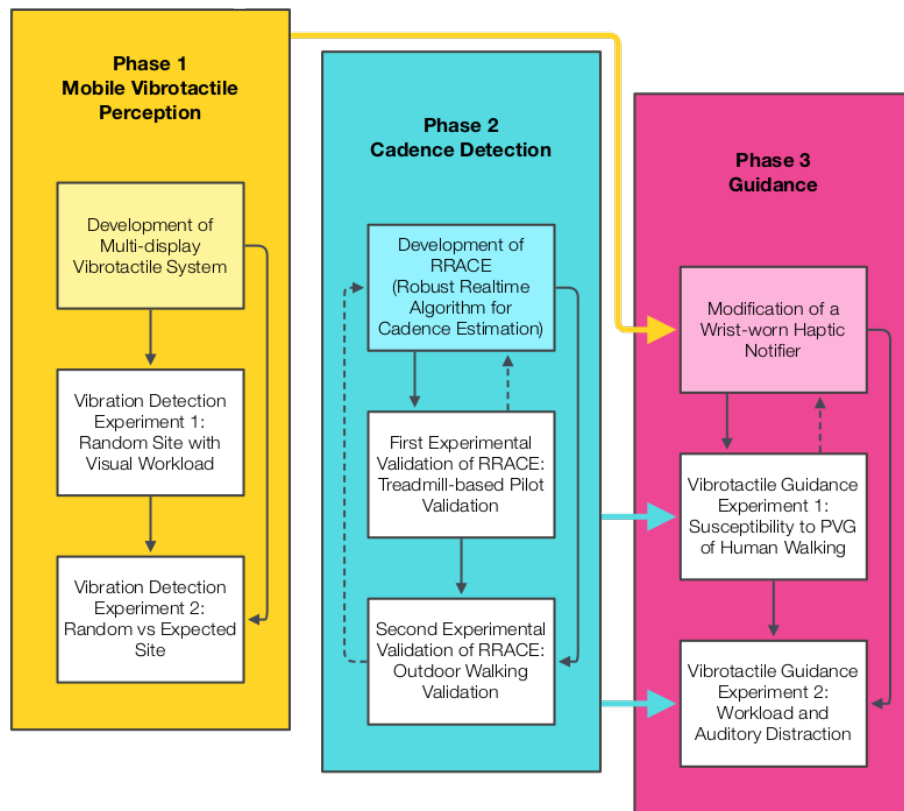 Phase 1
Mobile Vibrotactile
Perception
Development of
Multi-display
Vibrotactile System
Vibration Detection
Experiment 1:
Random Site with
Visual Workload
Vibration Detection
Experiment 2:
Random vs Expected
Site
Phase 2
Cadence Detection
Development of
RRACE
(Robust Realtime
Algorithm for
Cadence Estimation)
First Experimental
Validation of RRACE:
Treadmill-based Pilot
Validation
Second Experimental
Validation of RRACE:
Outdoor Walking
Validation
Phase 3
Guidance
Modification of a
Wrist-worn Haptic
Notifier
Vibrotactile Guidance
Experiment 1:
Susceptibility to PVG
of Human Walking
Vibrotactile Guidance
Experiment 2:
Workload and
Auditory Distraction